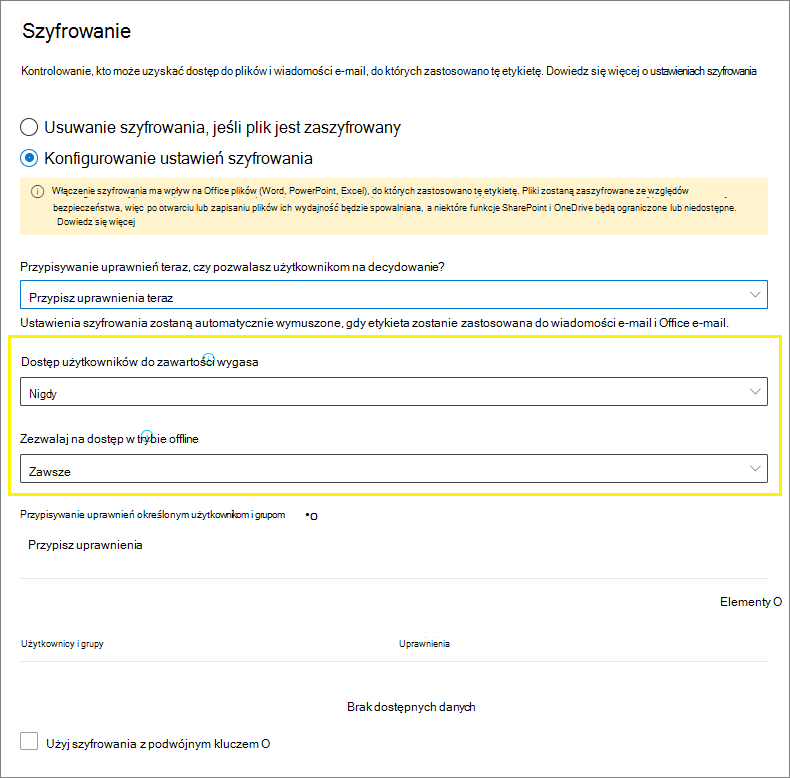 Szyfrowanie
Kontrolowanie, kto może uzyskać dostęp do plików i wiadomości e-mail, do których zastosowano tę etykietę. Dowiedz się więcej o ustawieniach szyfrowania
Usuwanie szyfrowania, jeśli plik jest zaszyfrowany
Konfigurowanie ustawień szyfrowania
Włączenie szyfrowania ma wpływ na Office plików (Word, PowerPoint, Excel), do których zastosowano tę etykietę. Pliki zostaną zaszyfrowane ze względów
bezpieczeństwa, więc po otwarciu lub zapisaniu plików ich wydajność będzie spowalniana, a niektóre funkcje SharePoint i OneDrive będą ograniczone lub niedostępne.
Dowiedz się więcej
Przypisywanie uprawnień teraz, czy pozwalasz użytkownikom na decydowanie?
Przypisz uprawnienia teraz
Ustawienia szyfrowania zostaną automatycznie wymuszone, gdy etykieta zostanie zastosowana do wiadomości e-mail i Office e-mail.
Dostęp użytkowników do zawartości wygasa
Nigdy
Zezwalaj na dostęp w trybie offline
Zawsze
Przypisywanie uprawnień określonym użytkownikom i grupom *O
Przypisz uprawnienia
Elementy O
Użytkownicy i grupy Uprawnienia
Brak dostępnych danych
Użyj szyfrowania z podwójnym kluczem O